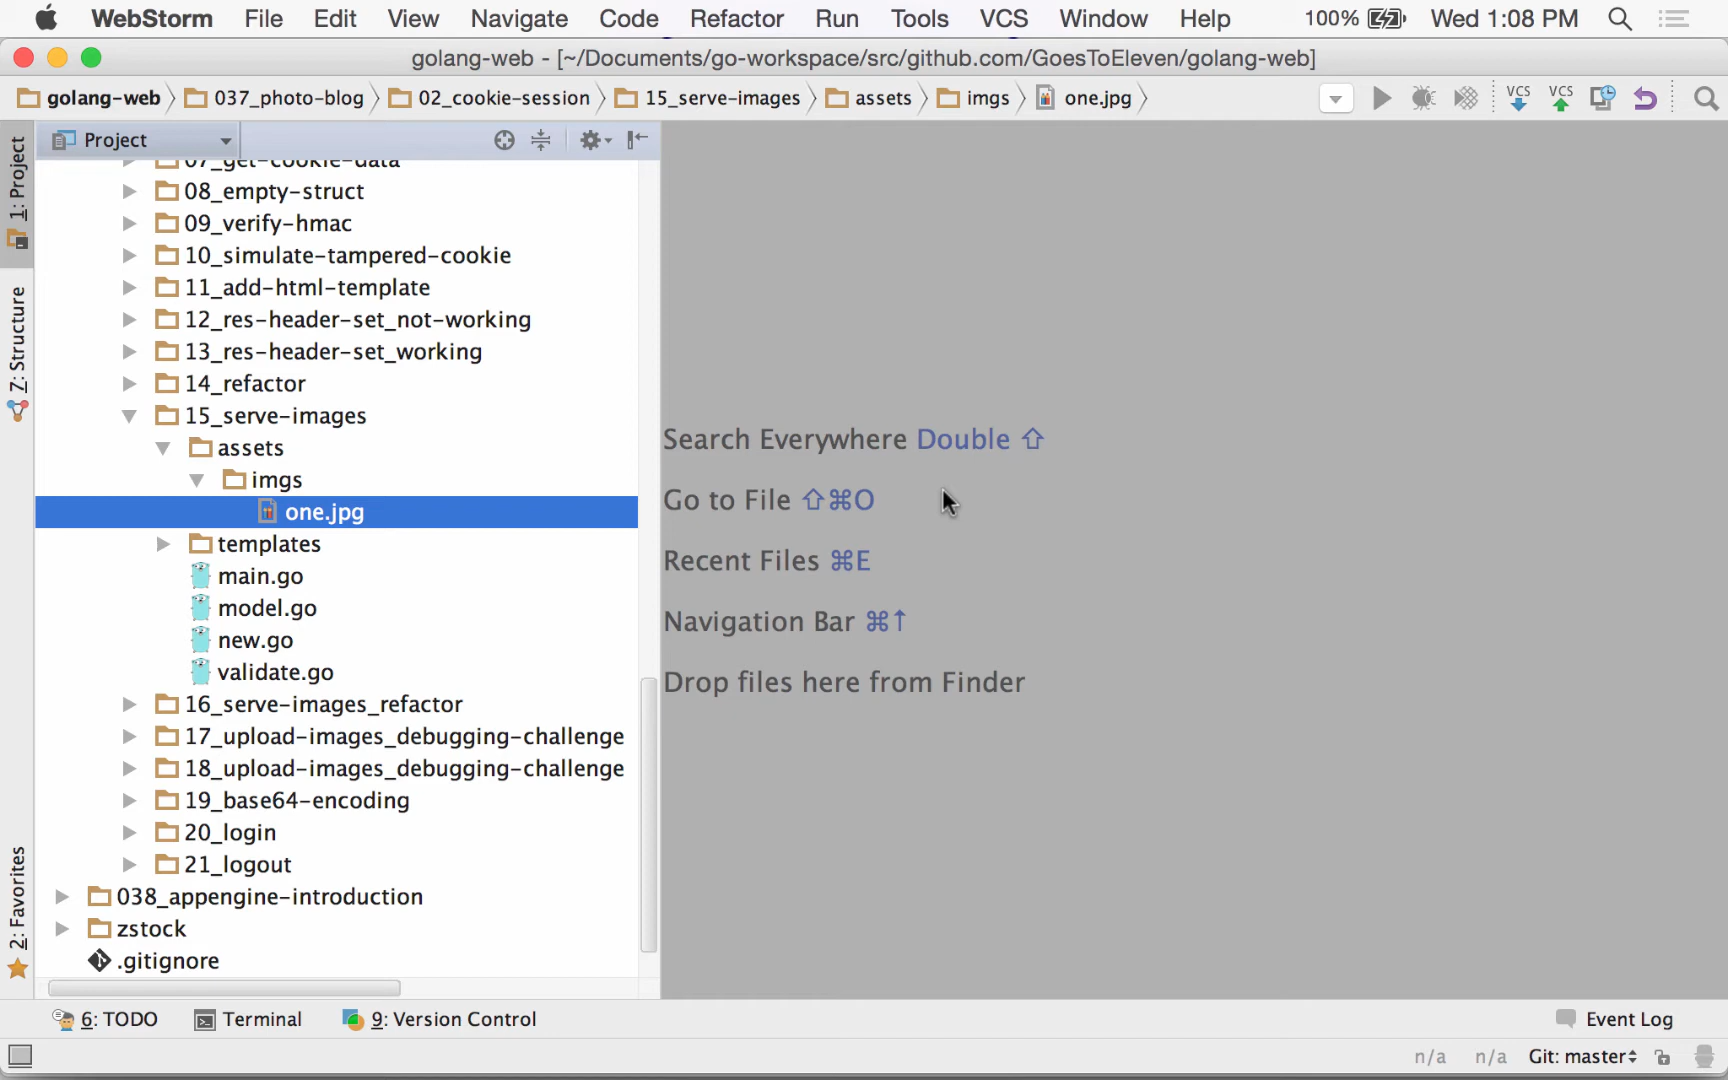 WebStorm File Edit View Navigate Code Refactor Run Tools VCS Window Help 100% Wed 1:08 PM
golang-web - [~/Documents/go-workspace/src/github.com/GoesToEleven/golang-web]
golang-web 037_photo-blog 02_cookie-session 15_serve-images assets imgs one.jpg VCS VCS
1: Project
Z: Structure
2: Favorites
Project
07_get-cookie-data
08_empty-struct
09_verify-hmac
10_simulate-tampered-cookie
11_add-html-template
12_res-header-set_not-working
13_res-header-set_working
14_refactor
15_serve-images
assets
imgs
one.jpg
templates
main.go
model.go
new.go
validate.go
16_serve-images_refactor
17_upload-images_debugging-challenge
18_upload-images_debugging-challenge
19_base64-encoding
20_login
21_logout
038_appengine-introduction
zstock
.gitignore
Search Everywhere Double ⇧
Go to File ⇧⌘O
Recent Files ⌘E
Navigation Bar ⌘↑
Drop files here from Finder
6: TODO Terminal 9: Version Control Event Log
n/a n/a Git: master